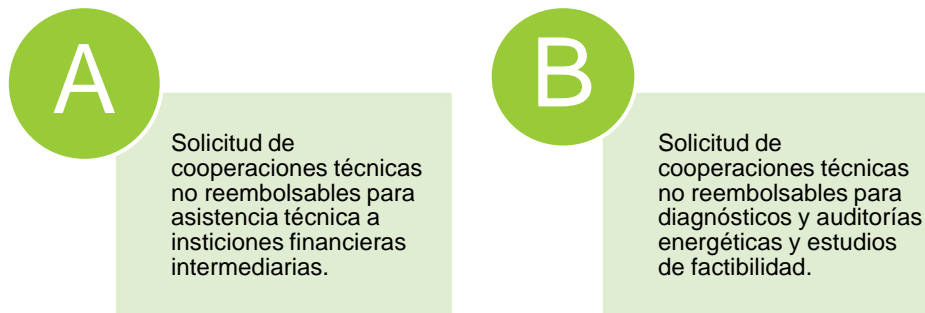 A
Solicitud de
cooperaciones técnicas
no reembolsables para
asistencia técnica a
insticiones financieras
intermediarias.
B
Solicitud de
cooperaciones técnicas
no reembolsables para
diagnósticos y auditorías
energéticas y estudios
de factibilidad.